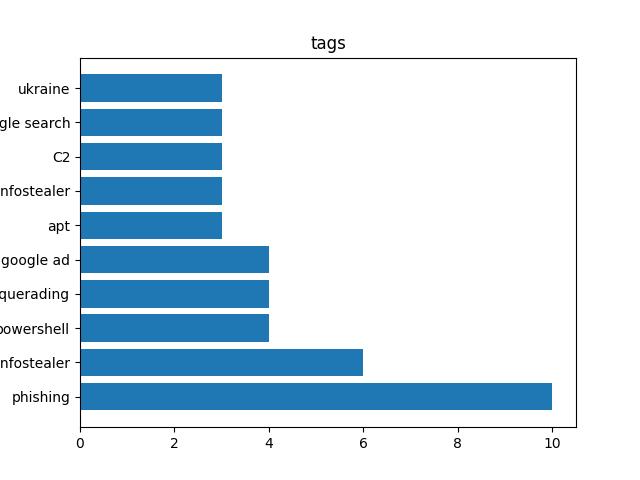 tags
ukraine
gle search
C2
nfostealer
apt
google ad
querading
powershell
nfostealer
phishing
0 2 4 6 8 10